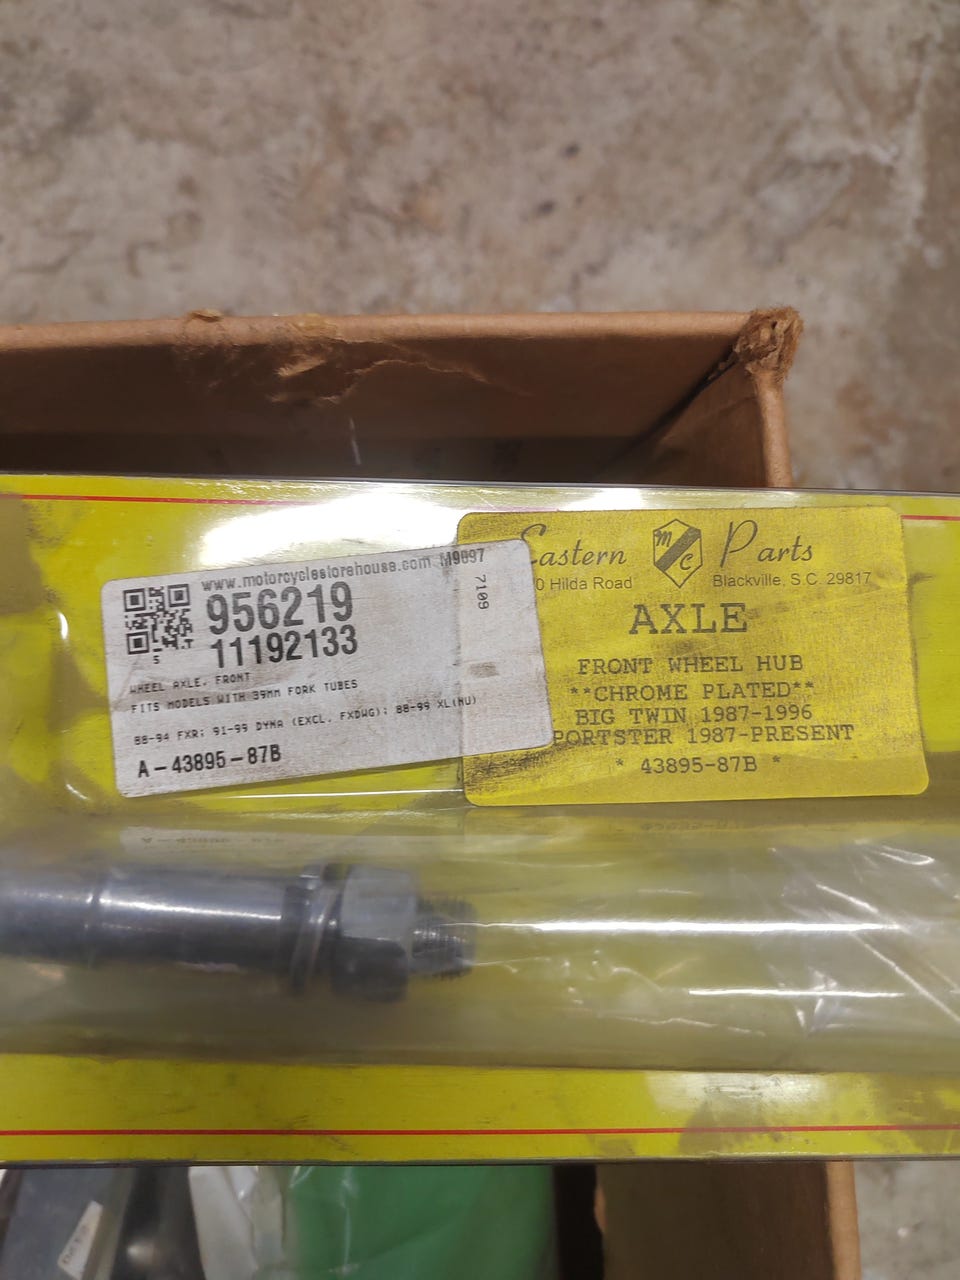 www.motorcyclestorehouse.com M9097
956219
11192133
7109
S T
WHEEL AXLE, FRONT
FITS MODELS WITH 39MM FORK TUBES
88-94 FXR; 91-99 DYNA (EXCL. FXDWG); 88-99 XL(NU)
A-43895-87B
Eastern MC Parts
0 Hilda Road Blackville, S.C. 29817
AXLE
FRONT WHEEL HUB
**CHROME PLATED**
BIG TWIN 1987-1996
PORTSTER 1987-PRESENT
* 43895-87B *